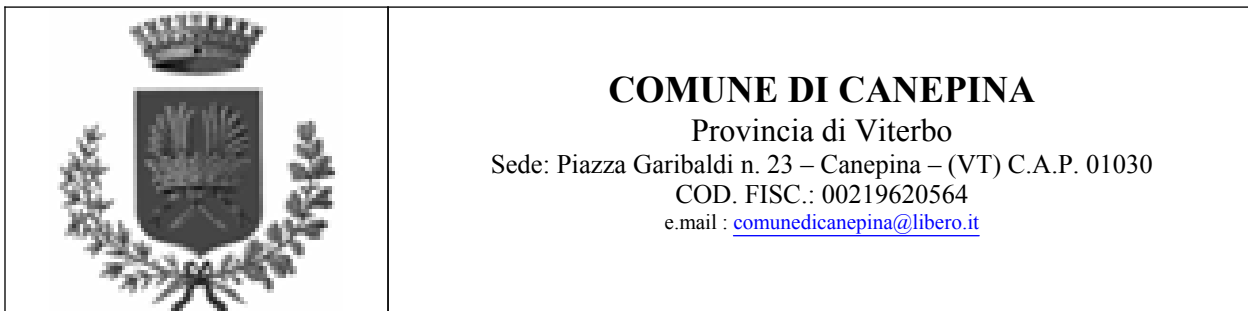 COMUNE DI CANEPINA
Provincia di Viterbo
Sede: Piazza Garibaldi n. 23 – Canepina – (VT) C.A.P. 01030
COD. FISC.: 00219620564
e.mail : comunedicanepina@libero.it